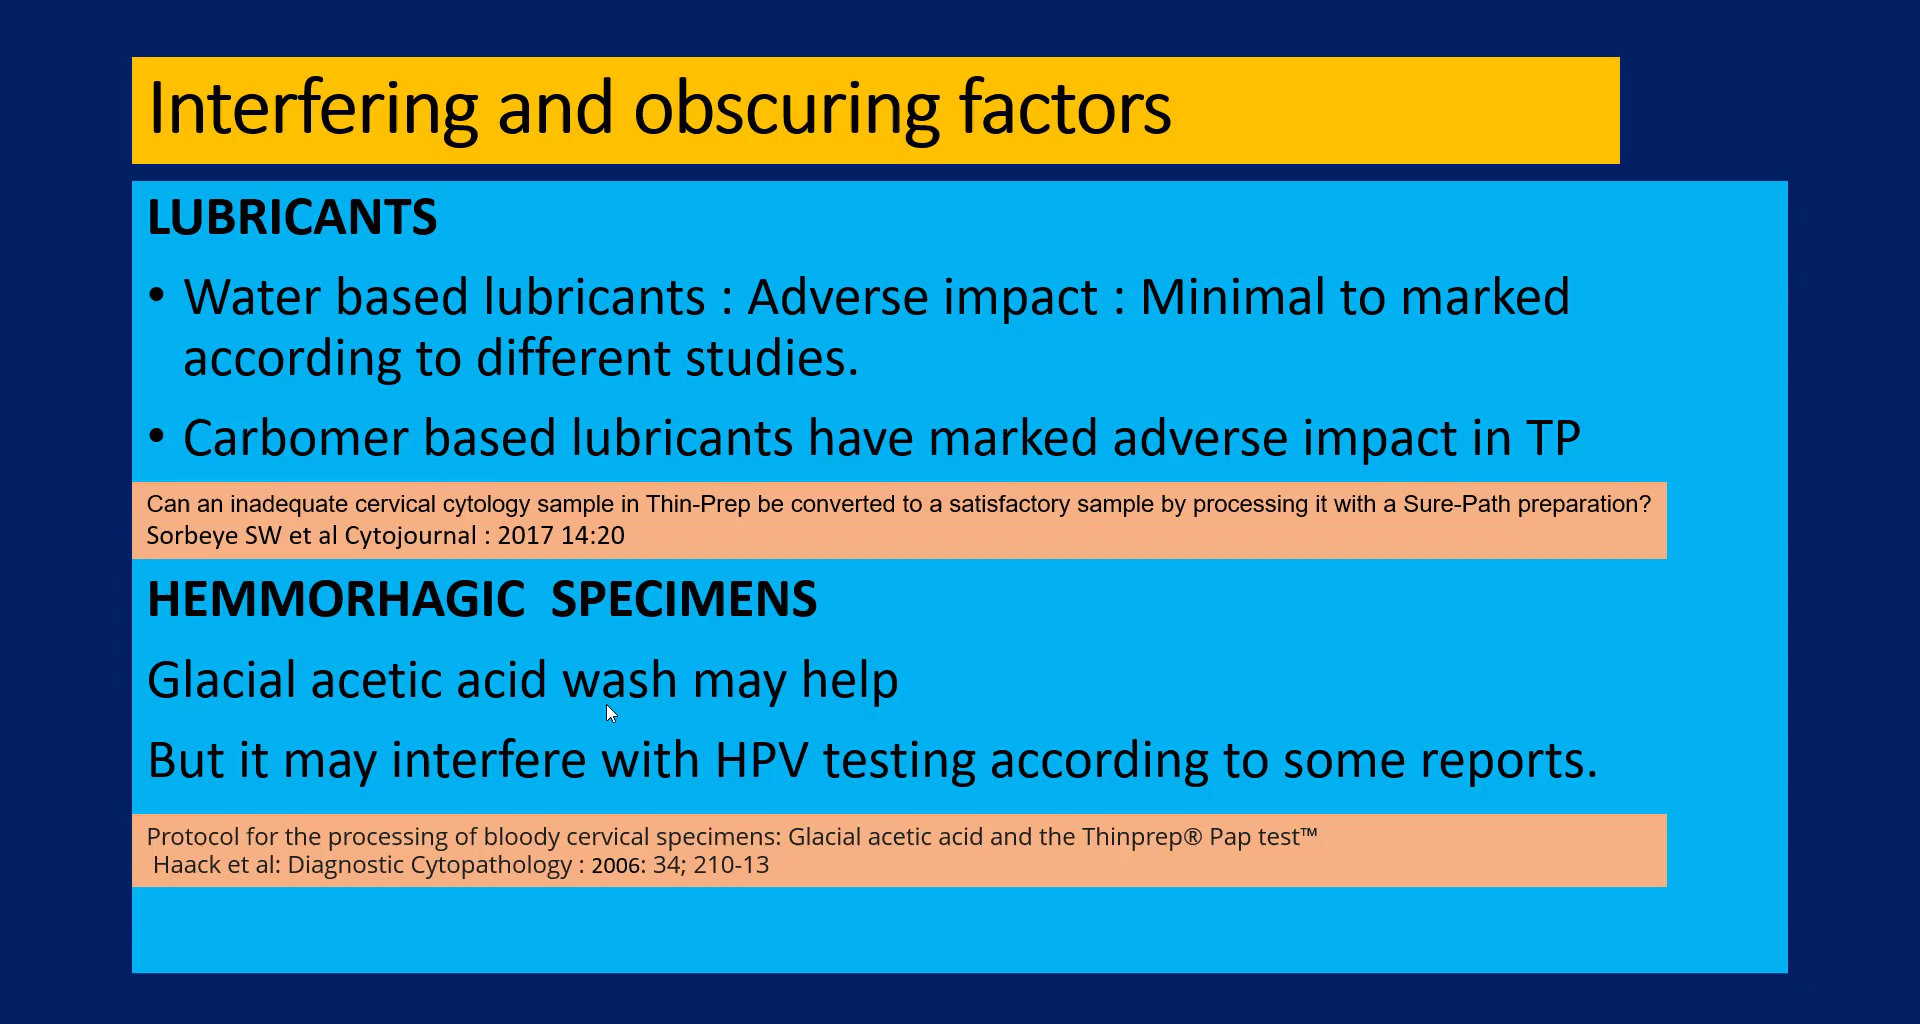 Interfering and obscuring factors
LUBRICANTS
• Water based lubricants : Adverse impact : Minimal to marked
according to different studies.
• Carbomer based lubricants have marked adverse impact in TP
Can an inadequate cervical cytology sample in Thin-Prep be converted to a satisfactory sample by processing it with a Sure-Path preparation?
Sorbeye SW et al Cytojournal : 2017 14:20
HEMMORHAGIC SPECIMENS
Glacial acetic acid wash may help
But it may interfere with HPV testing according to some reports.
Protocol for the processing of bloody cervical specimens: Glacial acetic acid and the Thinprep® Pap test™
Haack et al: Diagnostic Cytopathology : 2006: 34; 210-13